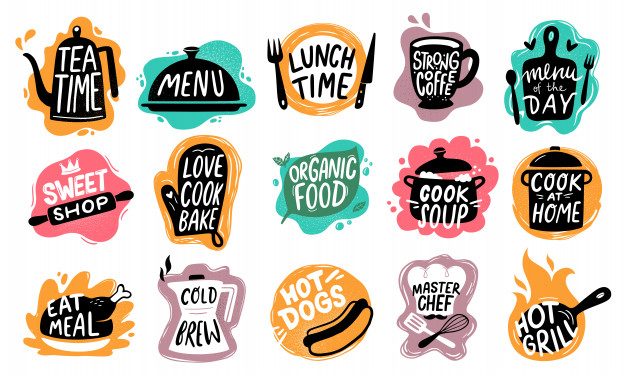 TEA
TIME
MENU
LUNCH
TIME
STRONG
COFFE
menu
of the
DAY
SWEET
SHOP
LOVE
COOK
BAKE
ORGANIC
FOOD
COOK
SOUP
COOK
AT
HOME
EAT
MEAL
COLD
BREW
HOT
DOGS
MASTER
CHEF
HOT
GRILL